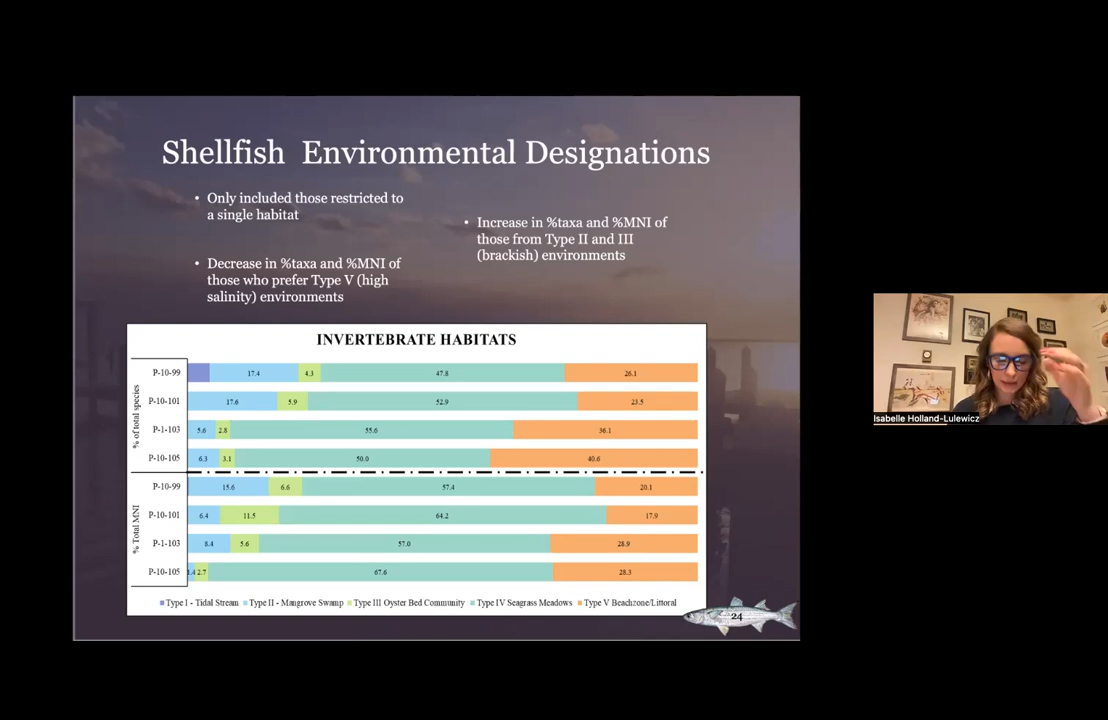 Shellfish Environmental Designations
• Only included those restricted to
a single habitat
• Decrease in %taxa and %MNI of
those who prefer Type V (high
salinity) environments
• Increase in %taxa and %MNI of
those from Type II and III
(brackish) environments
INVERTEBRATE HABITATS
% of total species
P-10-99 17.4 4.3 47.8 26.1
P-10-101 17.6 5.9 52.9 23.5
P-1-103 5.6 2.8 55.6 36.1
P-10-105 6.3 3.1 50.0 40.6
% Total MNI
P-10-99 15.6 6.6 57.4 20.1
P-10-101 6.4 11.5 64.2 17.9
P-1-103 8.4 5.6 57.0 28.9
P-10-105 2.7 67.6 28.3
Type I - Tidal Stream Type II - Mangrove Swamp Type III Oyster Bed Community Type IV Seagrass Meadows Type V Beachzone/Littoral
24
Isabelle Holland-Lulewicz